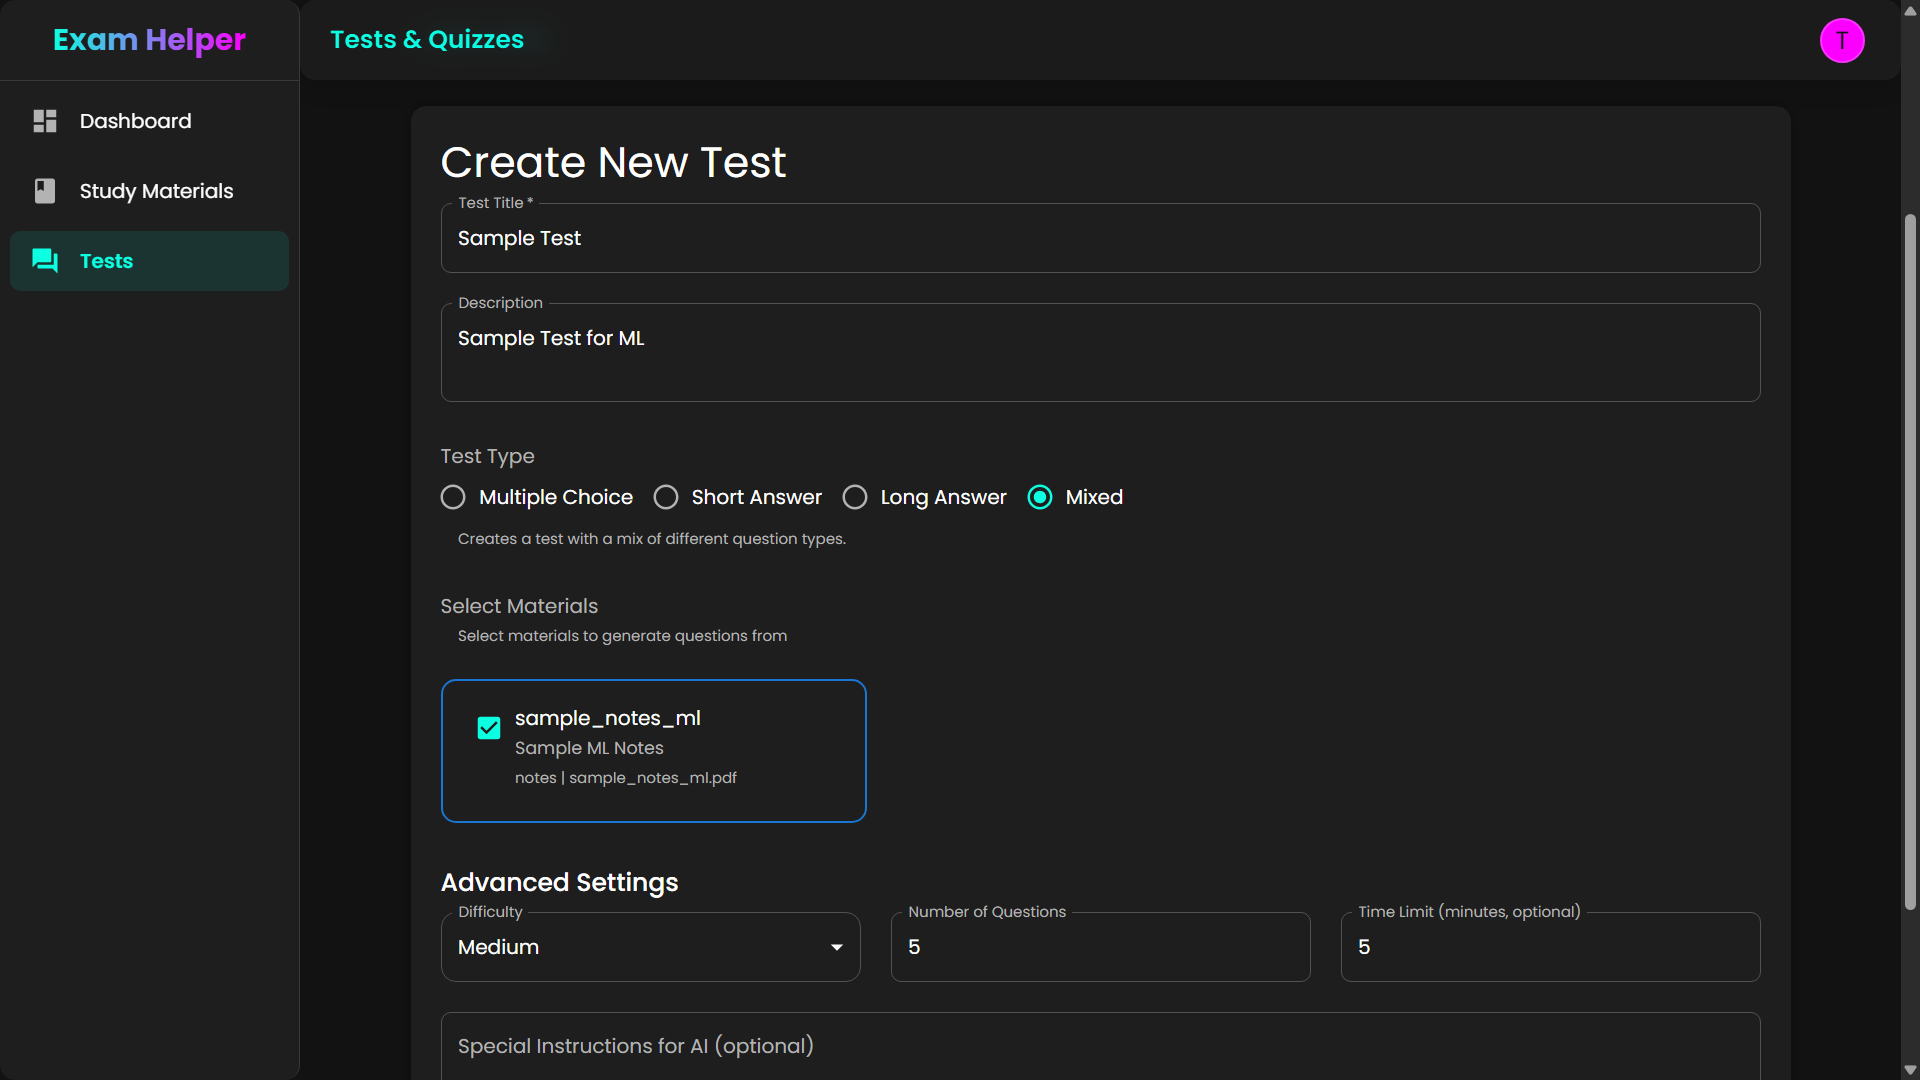 Exam Helper
Tests & Quizzes
T
Dashboard
Study Materials
Tests
Create New Test
Test Title *
Sample Test
Description
Sample Test for ML
Test Type
Multiple Choice
Short Answer
Long Answer
Mixed
Creates a test with a mix of different question types.
Select Materials
Select materials to generate questions from
sample_notes_ml
Sample ML Notes
notes | sample_notes_ml.pdf
Advanced Settings
Difficulty
Medium
Number of Questions
5
Time Limit (minutes, optional)
5
Special Instructions for AI (optional)